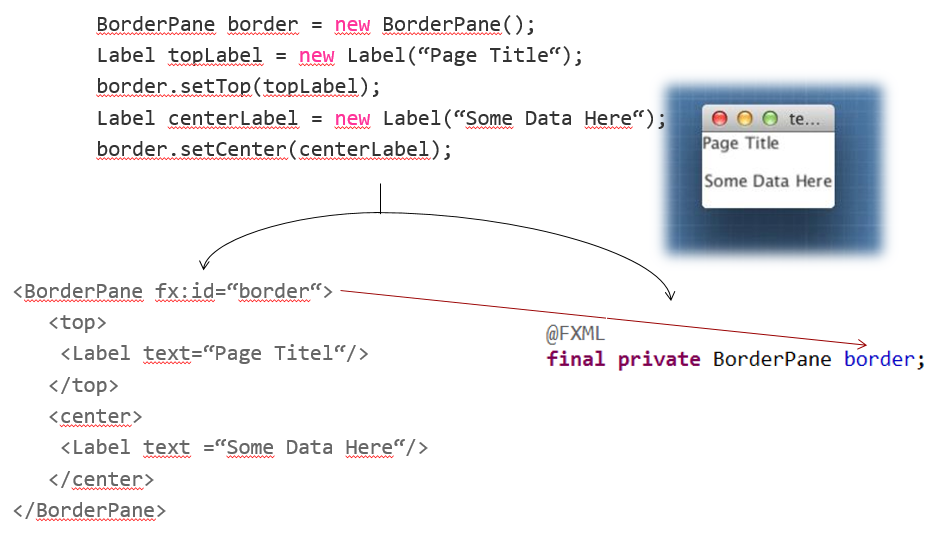 BorderPane border = new BorderPane();
Label topLabel = new Label(“Page Title“);
border.setTop(topLabel);
Label centerLabel = new Label(“Some Data Here“);
border.setCenter(centerLabel);
te...
Page Title
Some Data Here
<BorderPane fx:id=“border“>
<top>
<Label text=“Page Titel“/>
</top>
<center>
<Label text =“Some Data Here“/>
</center>
</BorderPane>
@FXML
final private BorderPane border;